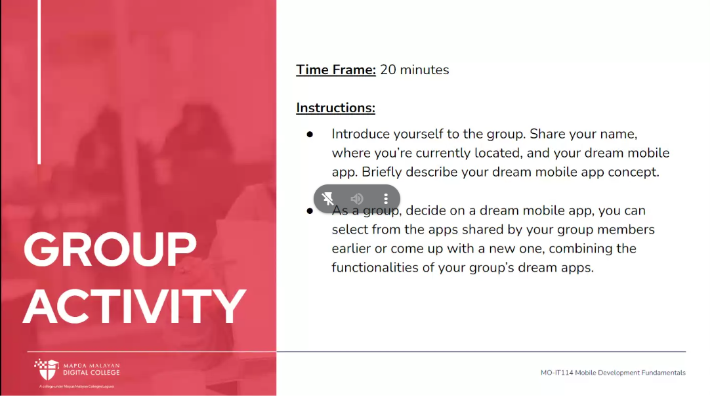 Time Frame: 20 minutes
Instructions:
● Introduce yourself to the group. Share your name,
where you're currently located, and your dream mobile
app. Briefly describe your dream mobile app concept.
● As a group, decide on a dream mobile app, you can
select from the apps shared by your group members
earlier or come up with a new one, combining the
functionalities of your group's dream apps.
GROUP
ACTIVITY
MAPÚA MALAYAN
DIGITAL COLLEGE
MO-IT114 Mobile Development Fundamentals